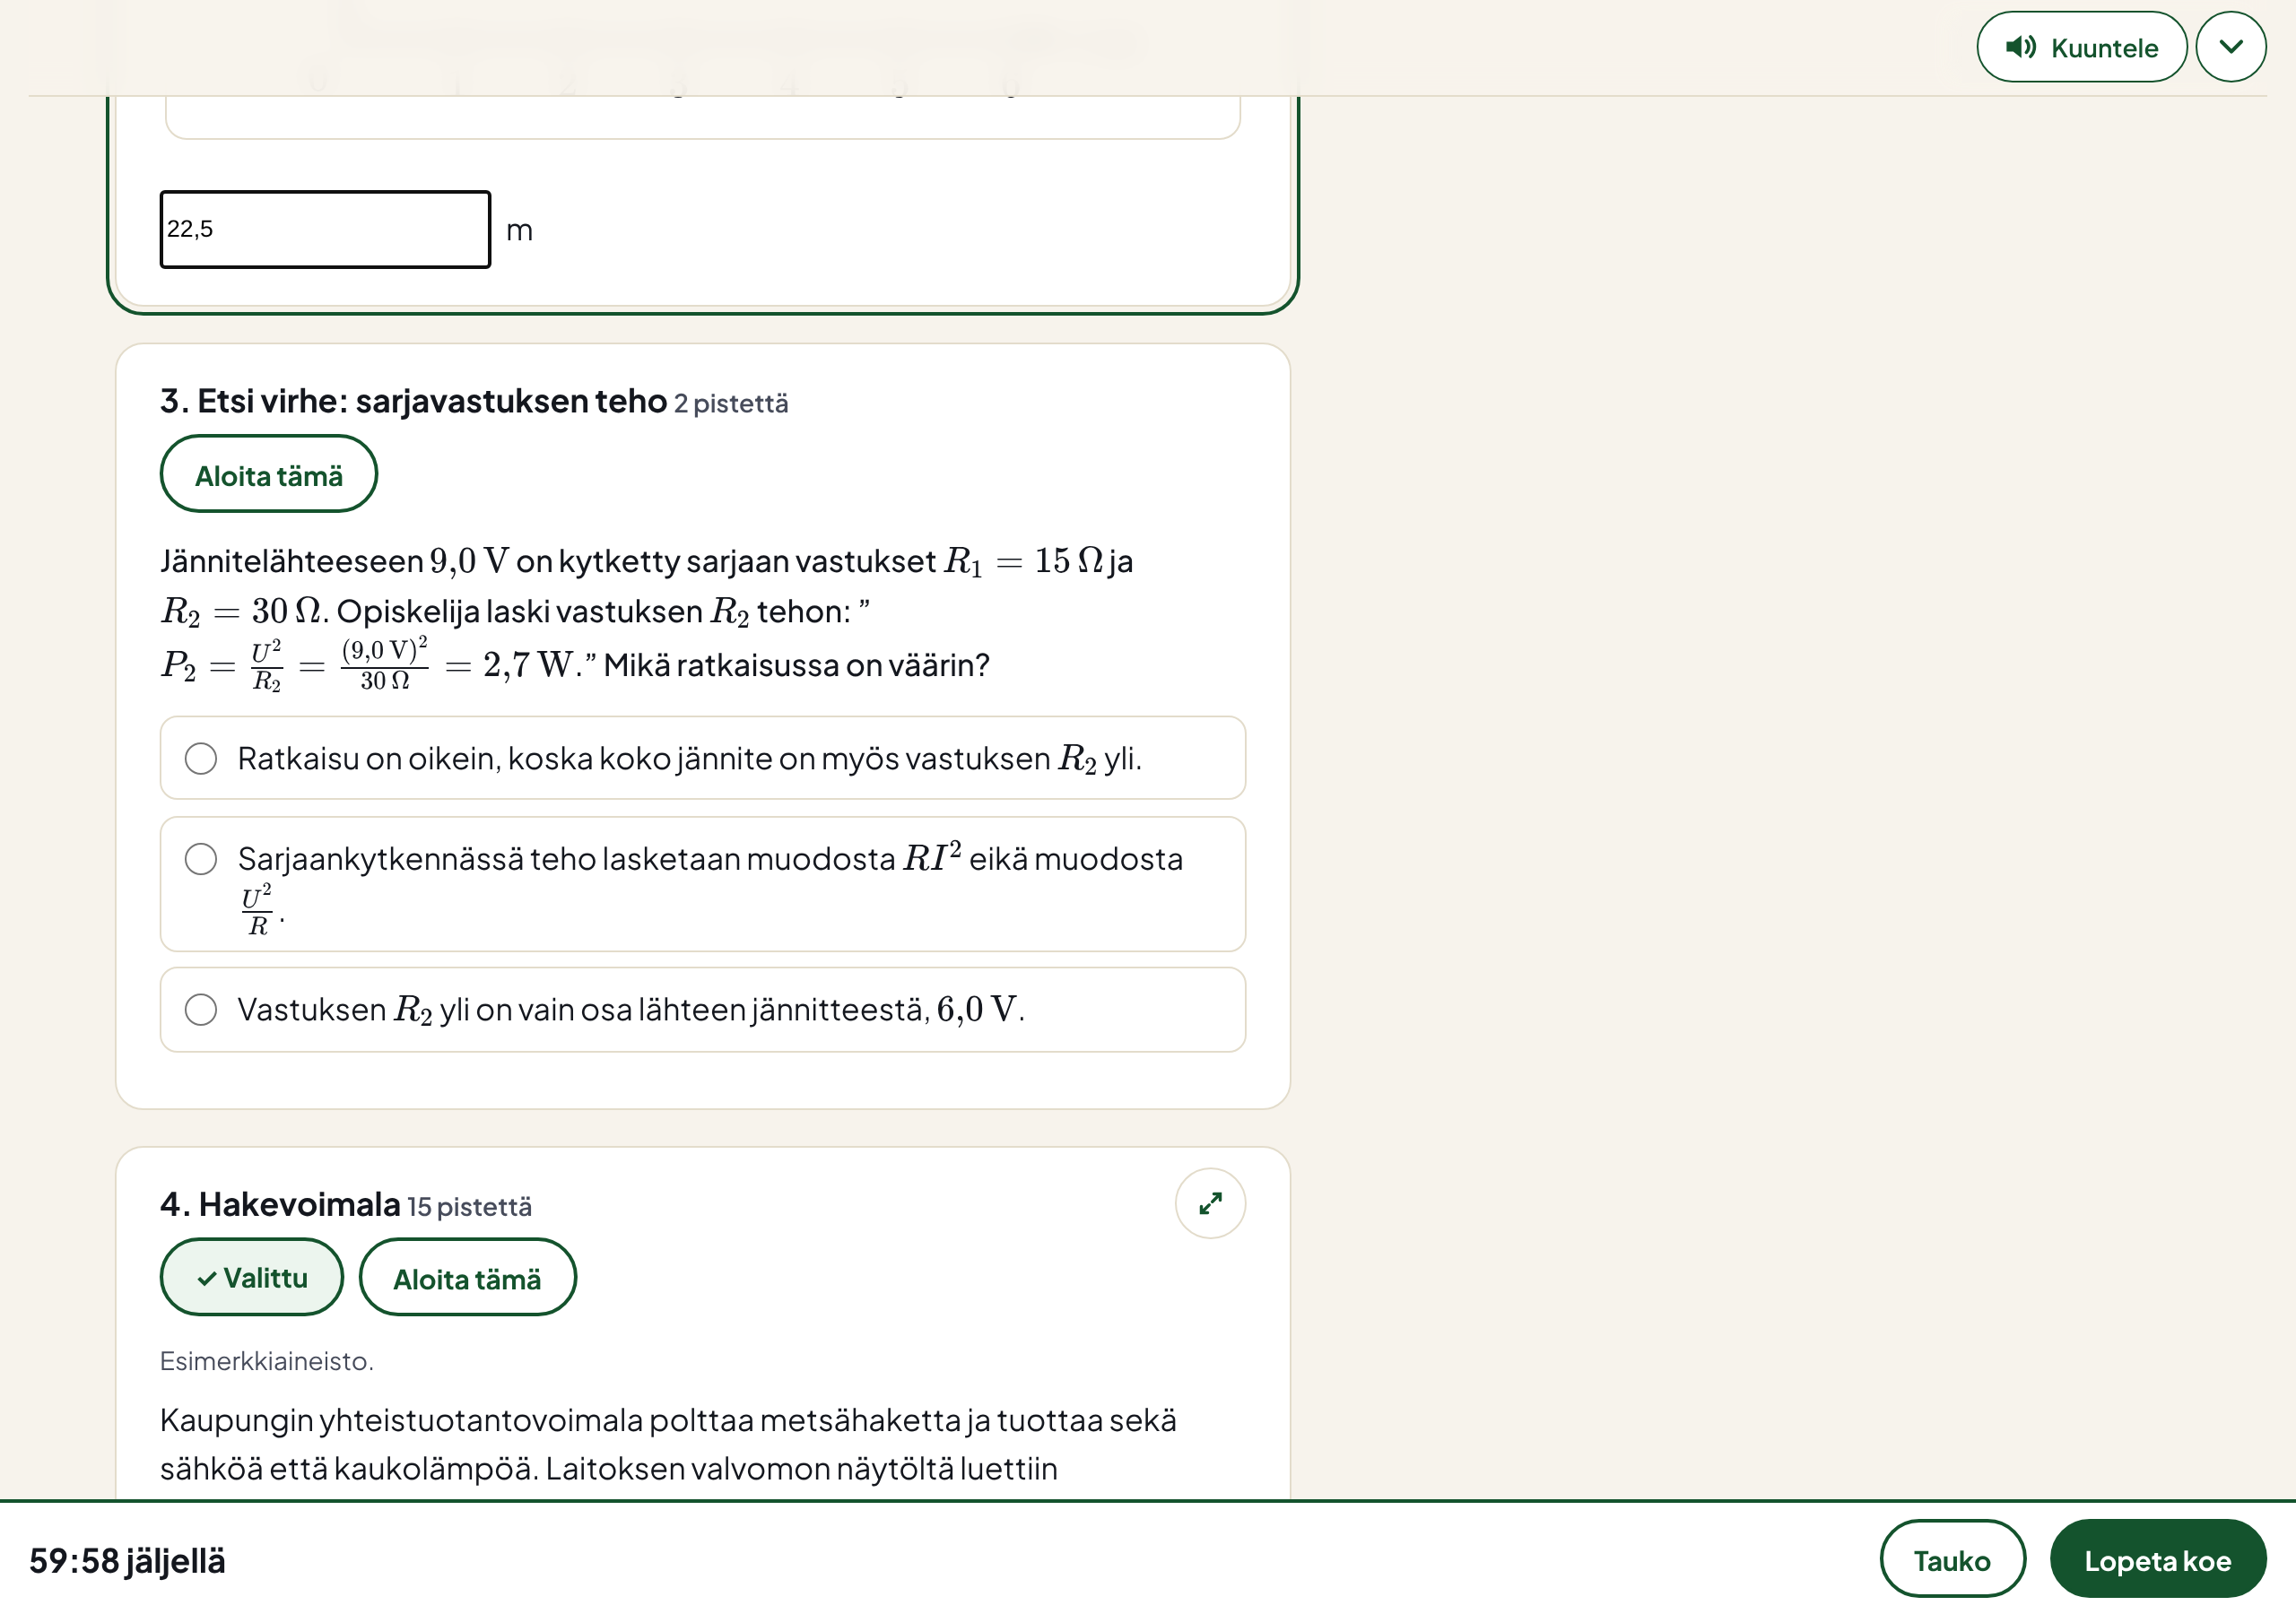 Kuuntele
22,5 m
3. Etsi virhe: sarjavastuksen teho 2 pistettä
Aloita tämä
Jännitelähteeseen 9,0 V on kytketty sarjaan vastukset R₁ = 15 Ω ja
R₂ = 30 Ω. Opiskelija laski vastuksen R₂ tehon: ”
P₂ = U²/R₂ = (9,0 V)²/30 Ω = 2,7 W.” Mikä ratkaisussa on väärin?
Ratkaisu on oikein, koska koko jännite on myös vastuksen R₂ yli.
Sarjaankytkennässä teho lasketaan muodosta RI² eikä muodosta
U²/R.
Vastuksen R₂ yli on vain osa lähteen jännitteestä, 6,0 V.
4. Hakevoimala 15 pistettä
✓ Valittu Aloita tämä
Esimerkkiaineisto.
Kaupungin yhteistuotantovoimala polttaa metsähaketta ja tuottaa sekä
sähköä että kaukolämpöä. Laitoksen valvomon näytöltä luettiin
59:58 jäljellä Tauko Lopeta koe